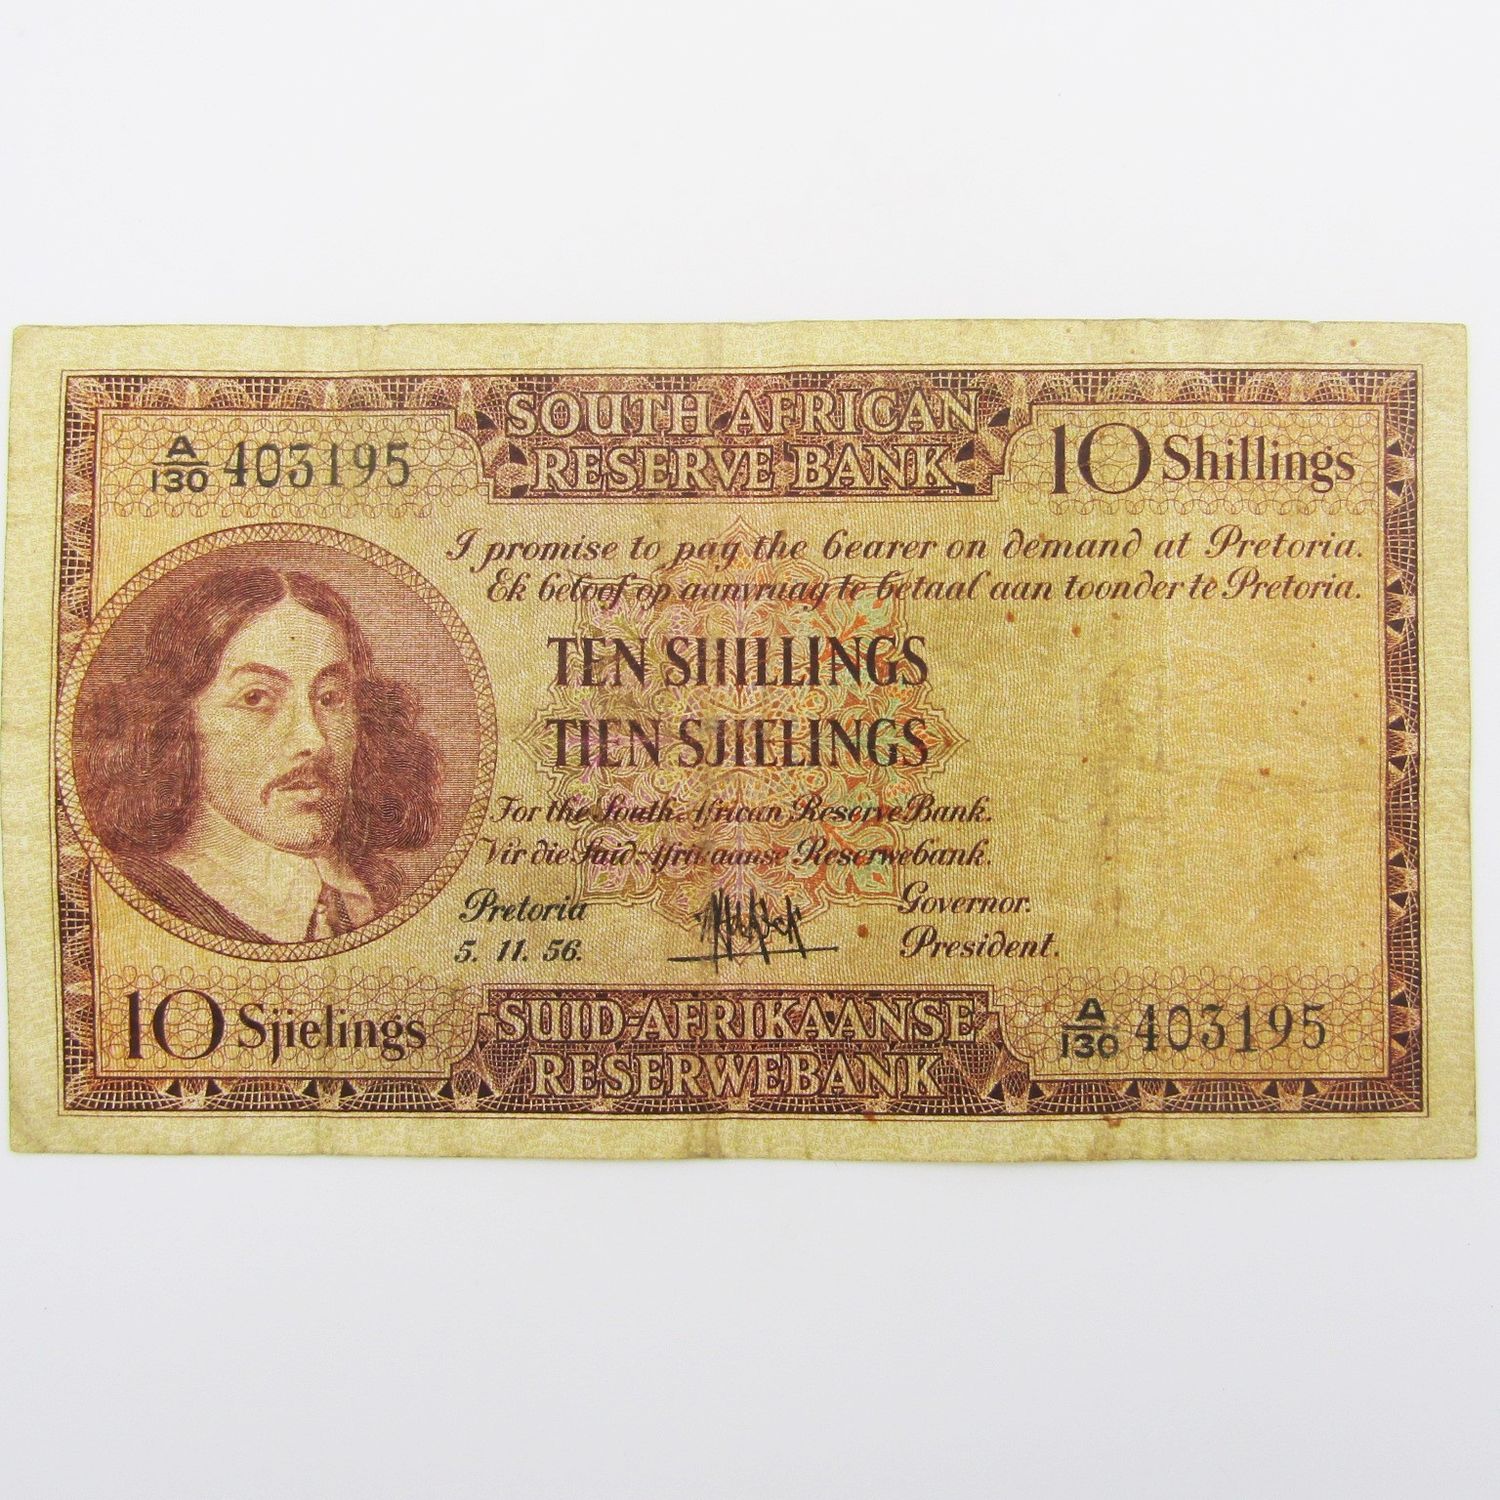 SOUTH AFRICAN
RESERVE BANK
A/130 403195
10 Shillings
I promise to pay the bearer on demand at Pretoria.
Ek beloof op aanvraag te betaal aan toonder te Pretoria.
TEN SHILLINGS
TIEN SJIELINGS
For the South African Reserve Bank.
Vir die Suid-Afrikaanse Reserwebank.
Pretoria
5. 11. 56.
Governor.
President.
10 Sjielings
SUID-AFRIKAANSE
RESERWEBANK
A/130 403195